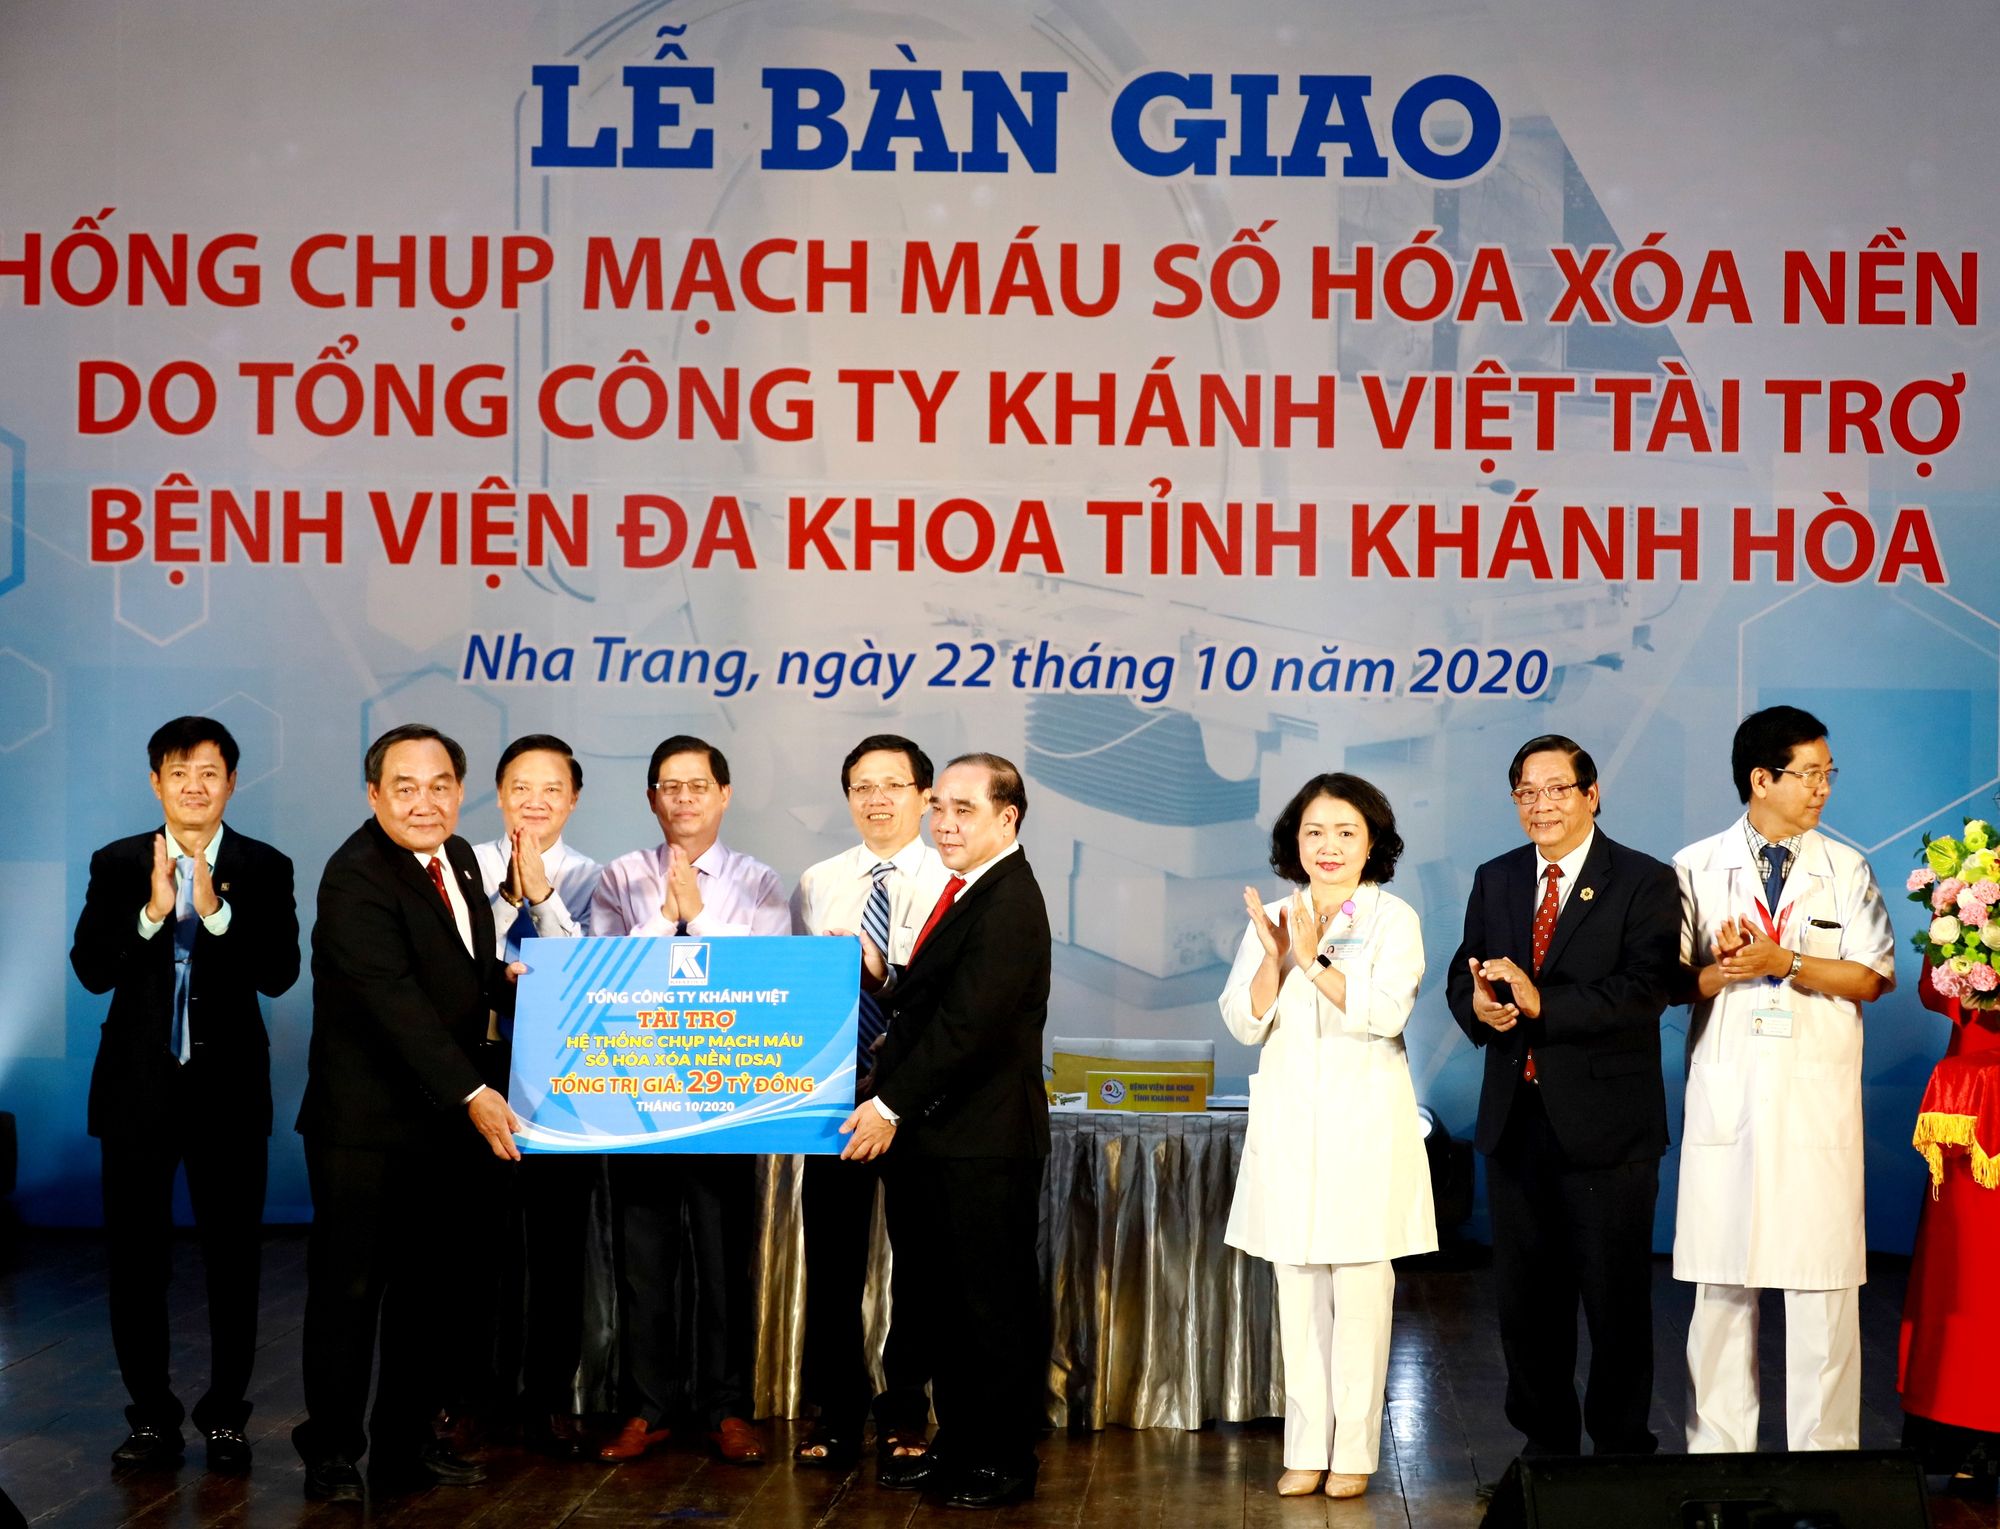 LỄ BÀN GIAO
HỐNG CHỤP MẠCH MÁU SỐ HÓA XÓA NỀN
DO TỔNG CÔNG TY KHÁNH VIỆT TÀI TRỢ
BỆNH VIỆN ĐA KHOA TỈNH KHÁNH HÒA
Nha Trang, ngày 22 tháng 10 năm 2020
TỔNG CÔNG TY KHÁNH VIỆT
TÀI TRỢ
HỆ THỐNG CHỤP MẠCH MÁU
SỐ HÓA XÓA NỀN (DSA)
TỔNG TRỊ GIÁ: 29 TỶ ĐỒNG
THÁNG 10/2020
BỆNH VIỆN ĐA KHOA
TỈNH KHÁNH HÒA